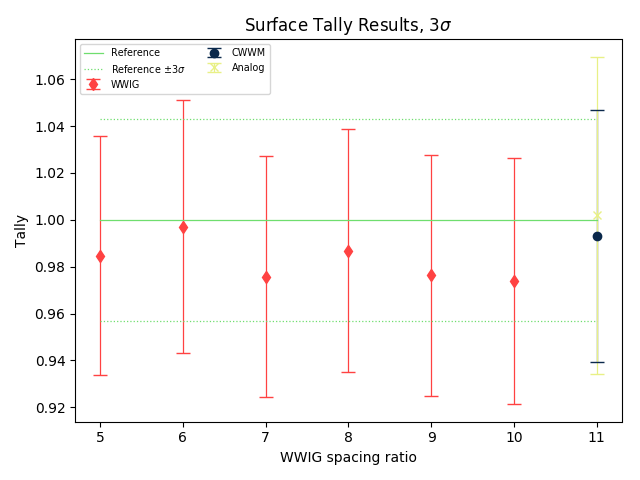 Surface Tally Results, 3σ
Reference
Reference ±3σ
WWIG
CWWM
Analog
Tally
1.06
1.04
1.02
1.00
0.98
0.96
0.94
0.92
5 6 7 8 9 10 11
WWIG spacing ratio